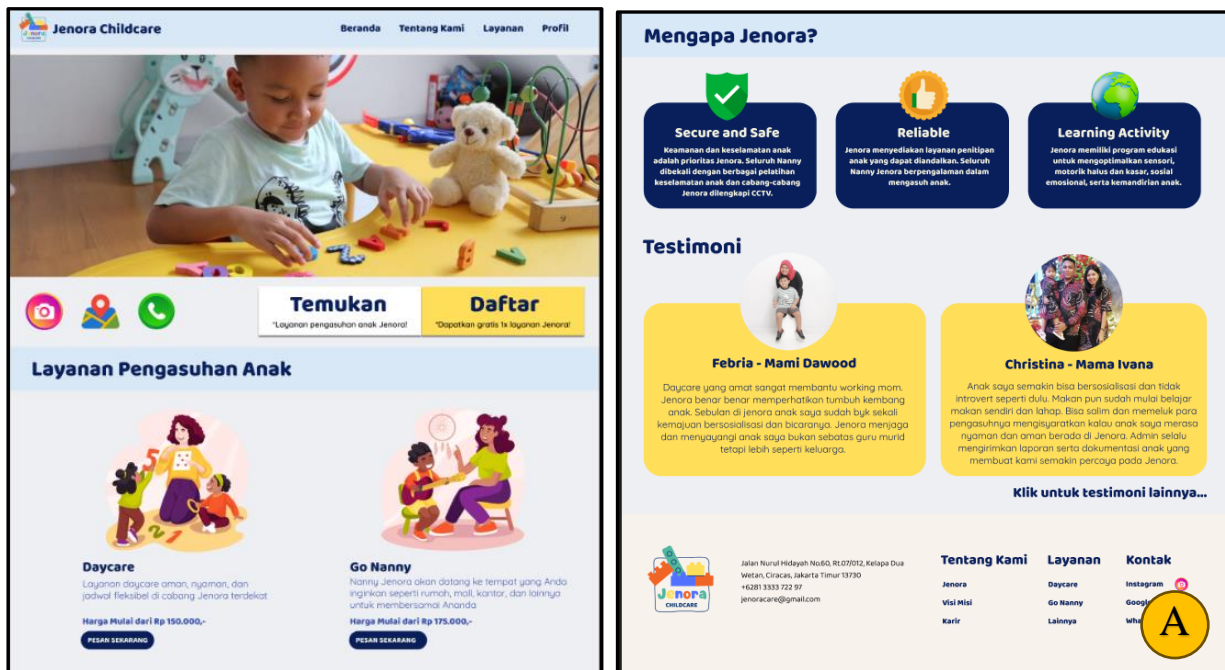 Jenora Childcare
Beranda Tentang Kami Layanan Profil
Temukan
*Layanan pengasuhan anak Jenora!
Daftar
*Dapatkan gratis 1x layanan Jenora!
Layanan Pengasuhan Anak
Daycare
Layanan daycare aman, nyaman, dan
jadwal fleksibel di cabang Jenora terdekat
Harga Mulai dari Rp 150.000,-
PESAN SEKARANG
Go Nanny
Nanny Jenora akan datang ke tempat yang Anda
inginkan seperti rumah, mall, kantor, dan lainnya
untuk membersamai Ananda.
Harga Mulai dari Rp 175.000,-
PESAN SEKARANG
Mengapa Jenora?
Secure and Safe
Keamanan dan keselamatan anak
adalah prioritas Jenora. Seluruh Nanny
dibekali dengan berbagai pelatihan
keselamatan anak dan cabang-cabang
Jenora dilengkapi CCTV.
Reliable
Jenora menyediakan layanan penitipan
anak yang dapat diandalkan. Seluruh
Nanny Jenora berpengalaman dalam
mengasuh anak.
Learning Activity
Jenora memiliki program edukasi
untuk mengoptimalkan sensori,
motorik halus dan kasar, sosial
emosional, serta kemandirian anak.
Testimoni
Febria - Mami Dawood
Daycare yang amat sangat membantu working mom.
Jenora benar benar memperhatikan tumbuh kembang
anak. Sebulan di jenora anak saya sudah byk sekali
kemajuan bersosialisasi dan bicaranya. Jenora menjaga
dan menyayangi anak saya bukan sebatas guru murid
tetapi lebih seperti keluarga.
Christina - Mama Ivana
Anak saya semakin bisa bersosialisasi dan tidak
introvert seperti dulu. Makan pun sudah mulai belajar
makan sendiri dan lahap. Bisa salim dan memeluk para
pengasuhnya mengisyaratkan kalau anak saya merasa
nyaman dan aman berada di Jenora. Admin selalu
mengirimkan laporan serta dokumentasi anak yang
membuat kami semakin percaya pada Jenora.
Klik untuk testimoni lainnya...
Jenora
CHILDCARE
Jalan Nurul Hidayah No.60, Rt.07/012, Kelapa Dua
Wetan, Ciracas, Jakarta Timur 13730
+6281 3333 722 97
jenoracare@gmail.com
Tentang Kami
Jenora
Visi Misi
Karir
Layanan
Daycare
Go Nanny
Lainnya
Kontak
Instagram
A